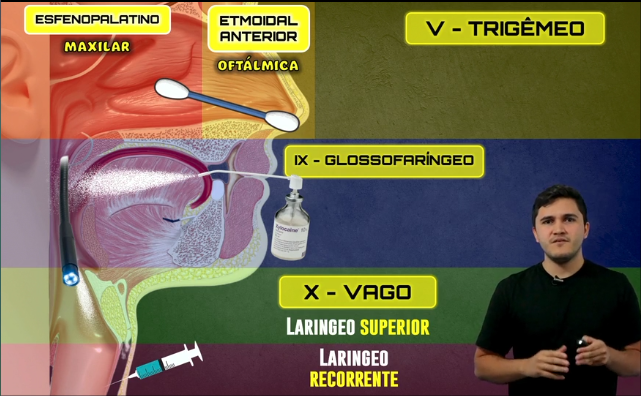 ESFENOPALATINO
MAXILAR
ETMOIDAL
ANTERIOR
OFTÁLMICA
V - TRIGÊMEO
IX - GLOSSOFARÍNGEO
X - VAGO
LARINGEO SUPERIOR
LARINGEO
RECORRENTE